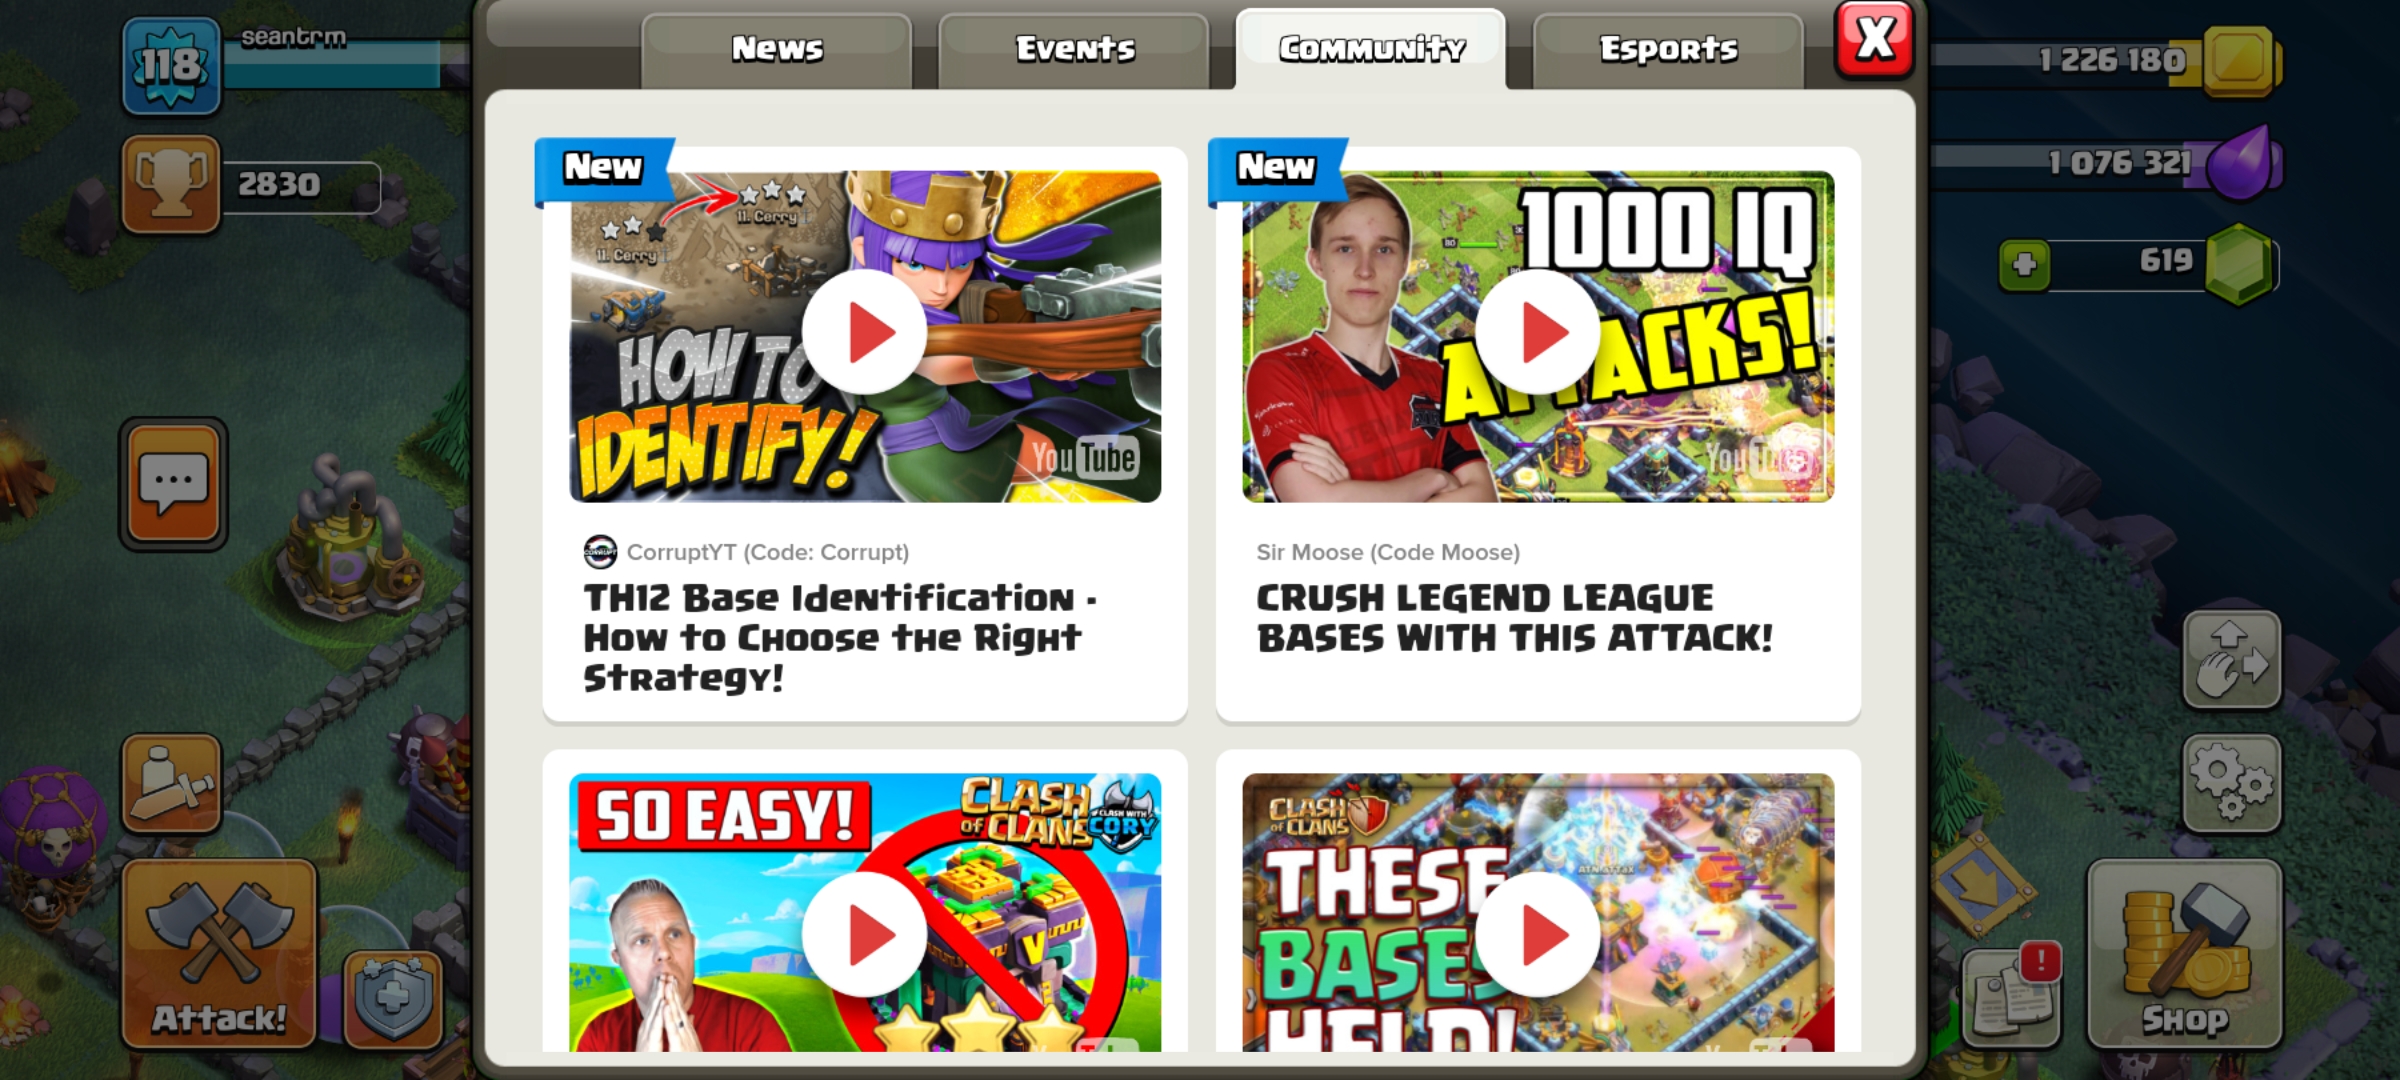 118
seantrm
2830
News
Events
Community
Esports
X
1 226 180
1 076 321
619
New
11. Cerry
11. Cerry
HOW TO
IDENTIFY!
YouTube
CORRUPT
CorruptYT (Code: Corrupt)
TH12 Base Identification -
How to Choose the Right
Strategy!
New
1000 IQ
ATTACKS!
YouTube
Sir Moose (Code Moose)
CRUSH LEGEND LEAGUE
BASES WITH THIS ATTACK!
SO EASY!
CLASH
OF CLANS
CLASH WITH
CORY
CLASH
OF CLANS
THESE
BASES
HELD!
Attack!
!
Shop